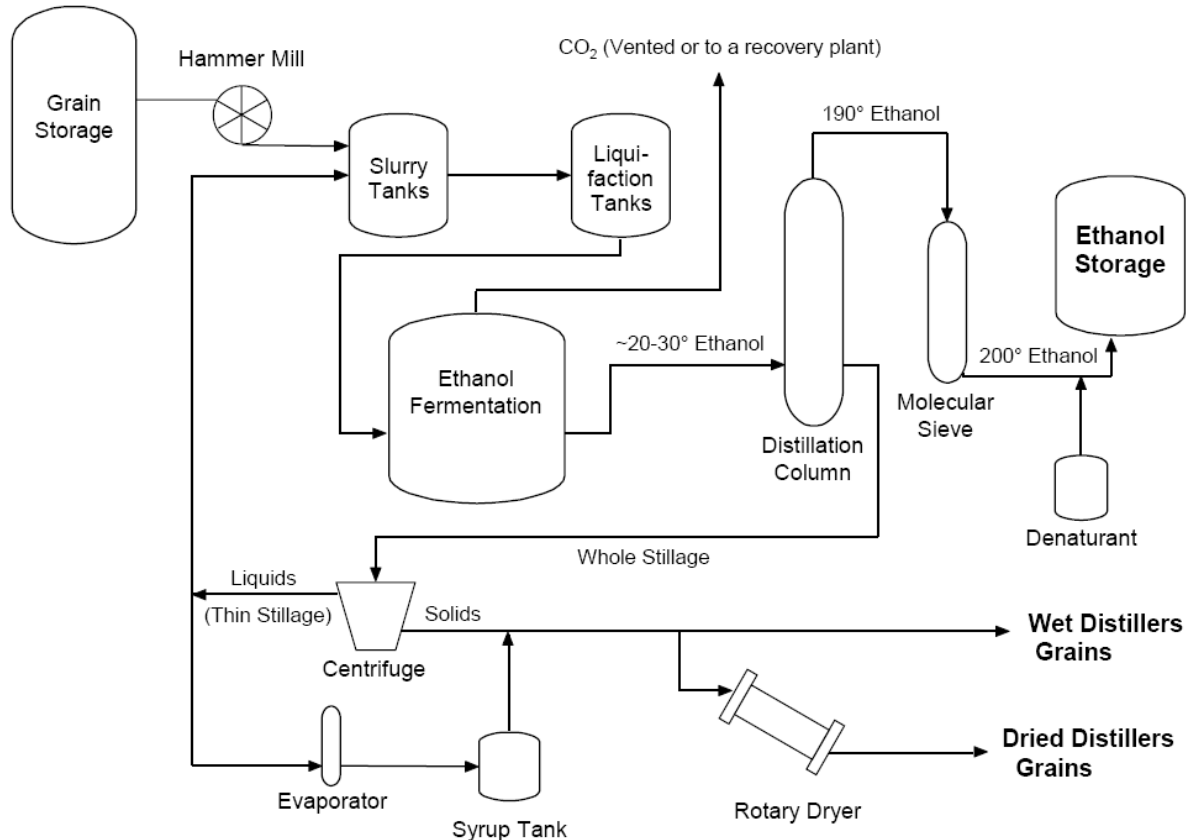 CO₂ (Vented or to a recovery plant)
Hammer Mill
Grain
Storage
190° Ethanol
Slurry
Tanks
Liqui-
faction
Tanks
Ethanol
Storage
~20-30° Ethanol
200° Ethanol
Ethanol
Fermentation
Molecular
Sieve
Distillation
Column
Denaturant
Whole Stillage
Liquids
(Thin Stillage)
Solids
Centrifuge
Wet Distillers
Grains
Dried Distillers
Grains
Evaporator
Syrup Tank
Rotary Dryer